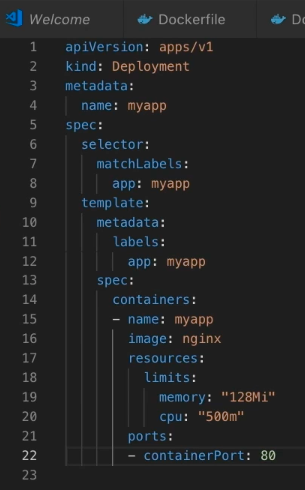 Welcome
Dockerfile
1 apiVersion: apps/v1
2 kind: Deployment
3 metadata:
4   name: myapp
5 spec:
6   selector:
7     matchLabels:
8       app: myapp
9   template:
10     metadata:
11       labels:
12         app: myapp
13     spec:
14       containers:
15       - name: myapp
16         image: nginx
17         resources:
18           limits:
19             memory: "128Mi"
20             cpu: "500m"
21         ports:
22         - containerPort: 80
23